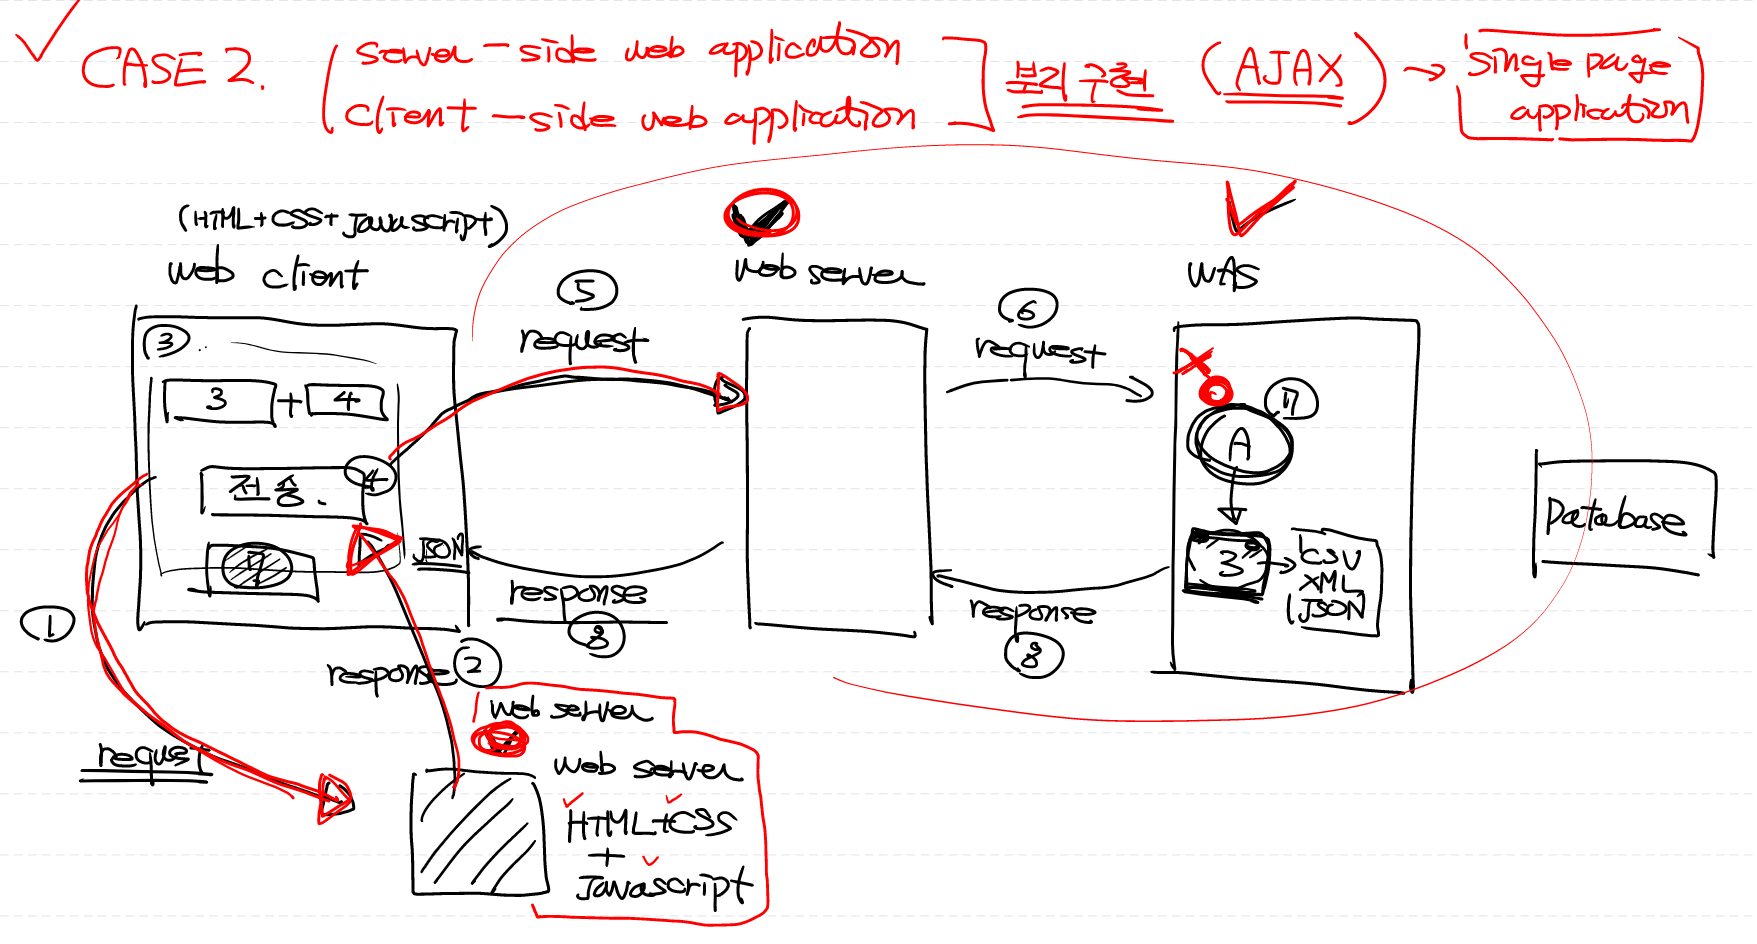 CASE 2. server-side web application
client-side web application
분리 구현 (AJAX) → single page
application
(HTML+CSS+Javascript)
web client
web server
WAS
③
3 + 4
전송.
④
7
JSON
⑤
request
⑥
request
⑦
A
3
CSV
XML
JSON
Database
response
⑧
response
⑧
①
request
response ②
web server
web server
HTML+CSS
+
Javascript